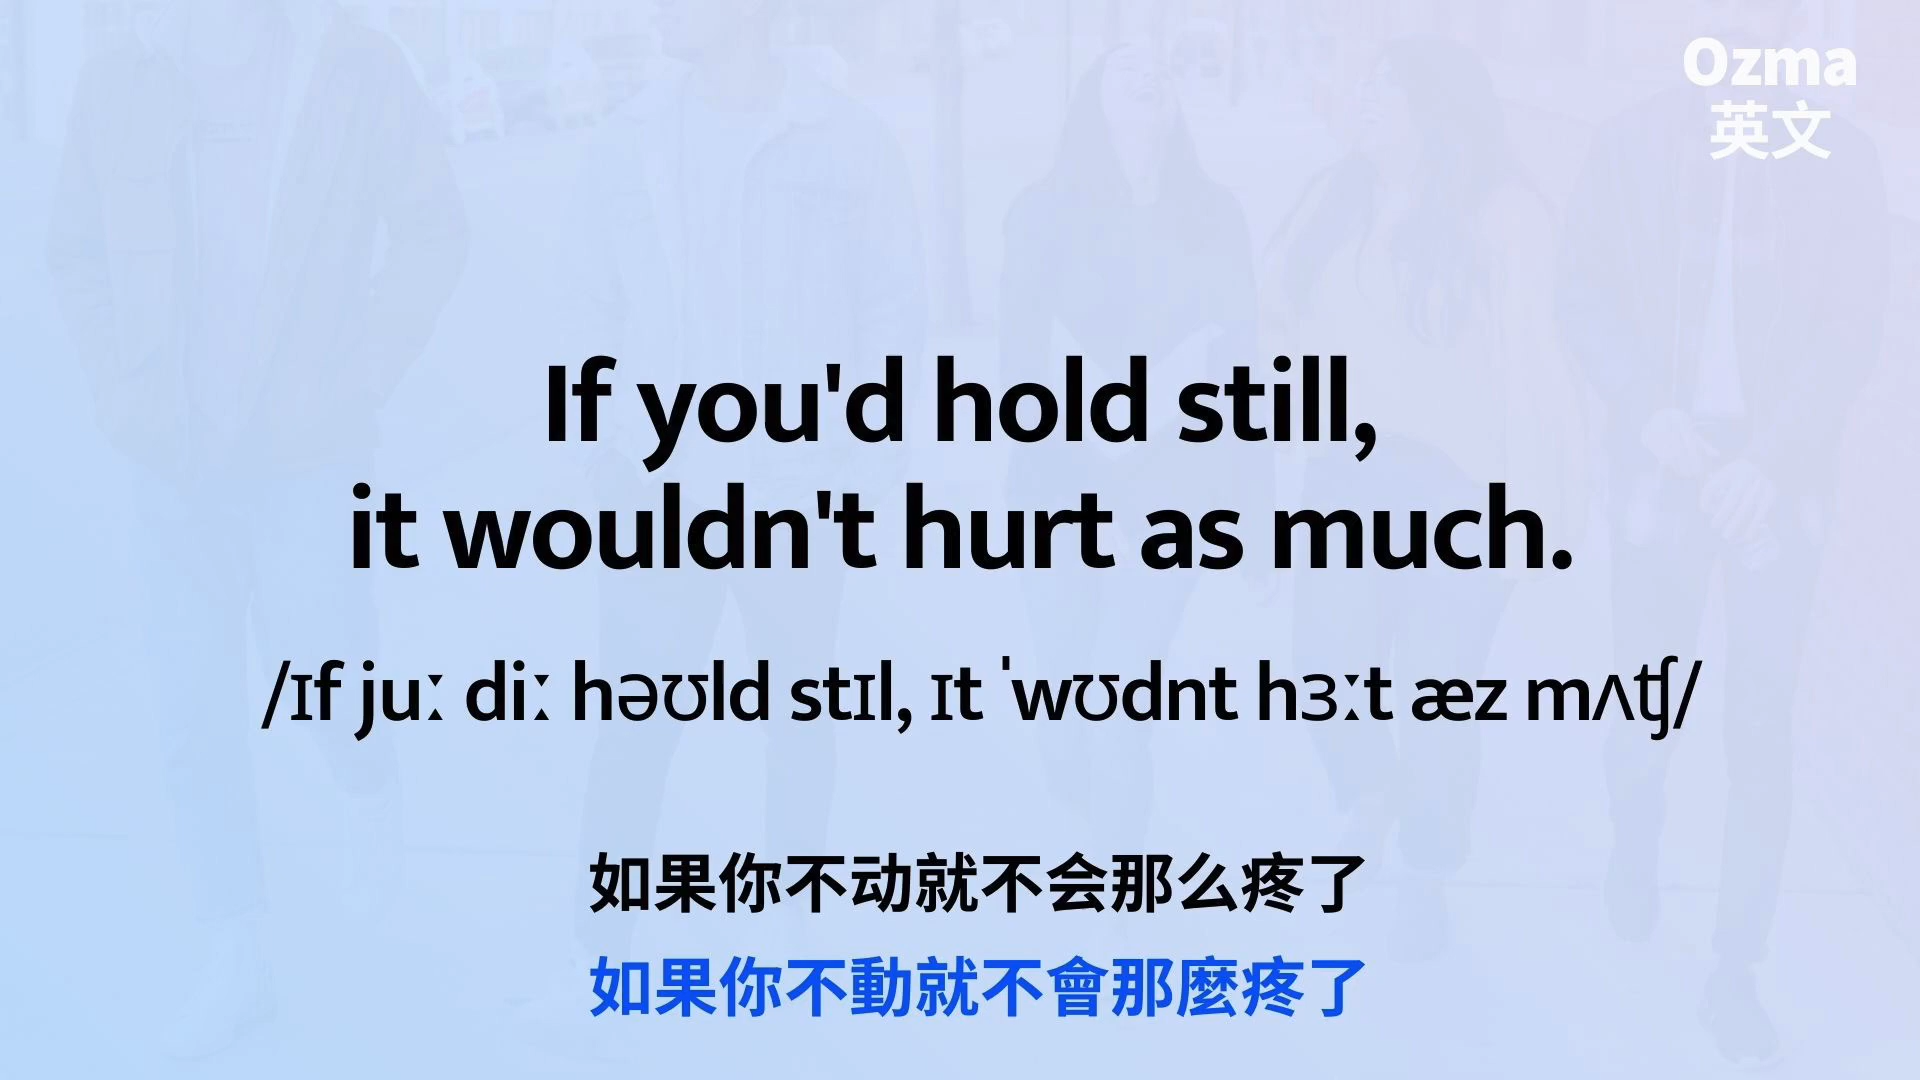 Ozma
英文
If you'd hold still,
it wouldn't hurt as much.
/ɪf juː diː həʊld stɪl, ɪt ˈwʊdnt hɜːt æz mʌʧ/
如果你不动就不会那么疼了
如果你不動就不會那麼疼了